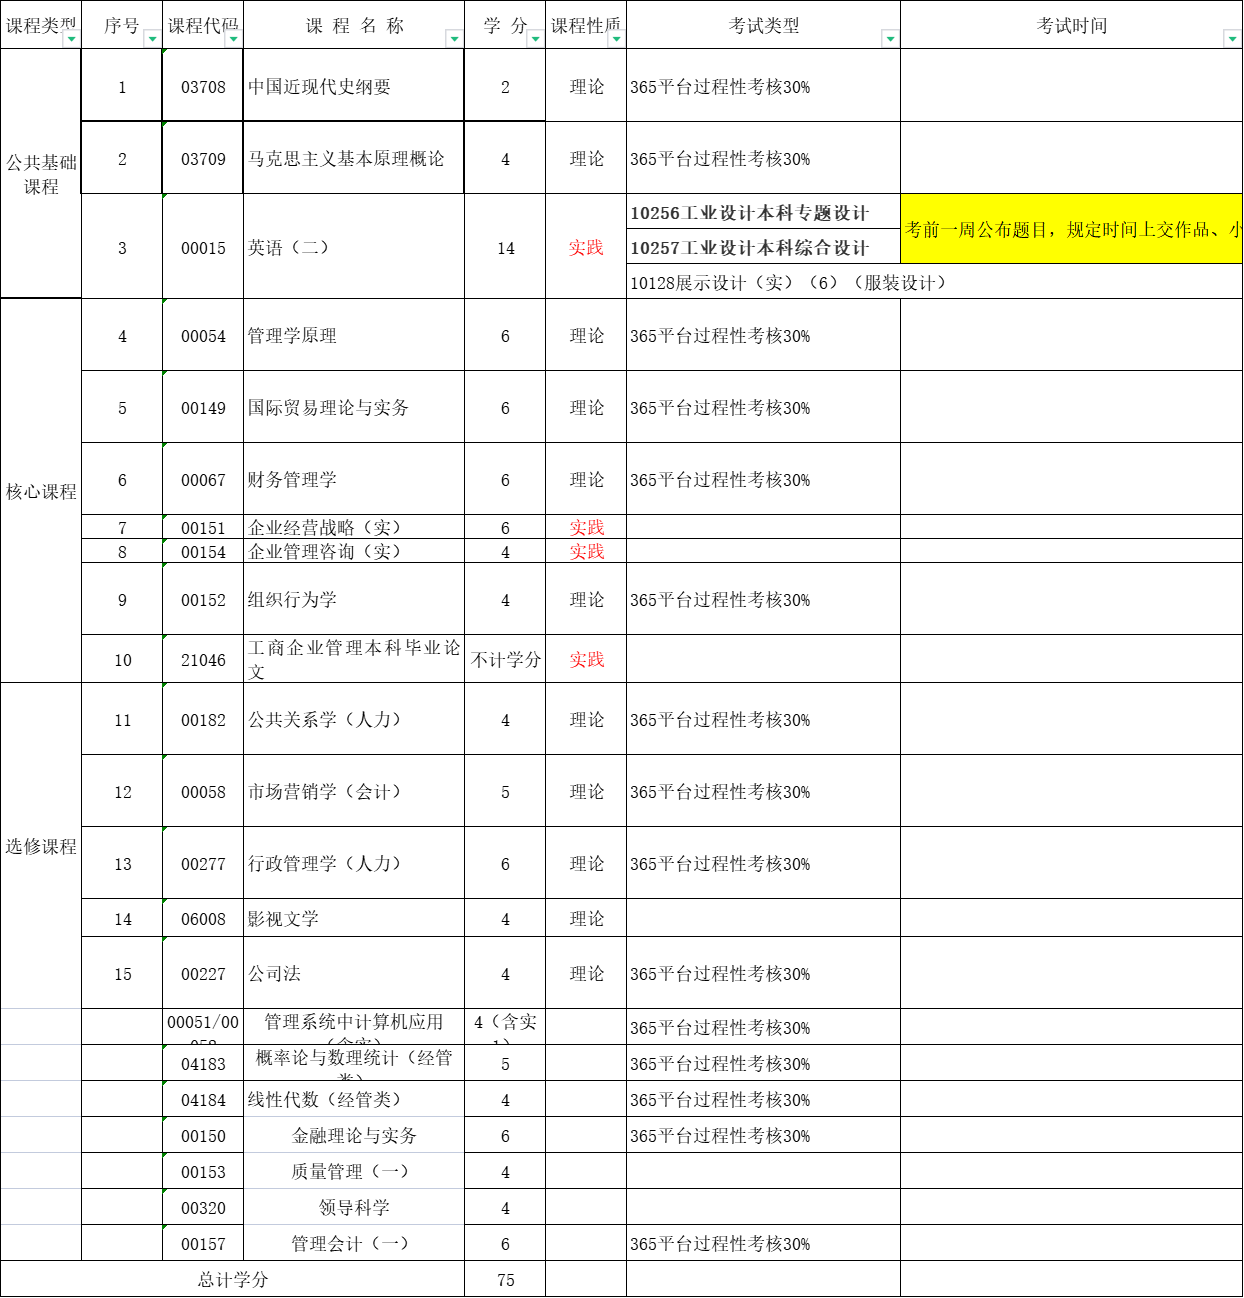 课程类型 序号 课程代码 课 程 名 称 学 分 课程性质 考试类型 考试时间
公共基础
课程
1 03708 中国近现代史纲要 2 理论 365平台过程性考核30%
2 03709 马克思主义基本原理概论 4 理论 365平台过程性考核30%
3 00015 英语（二） 14 实践
10256工业设计本科专题设计
10257工业设计本科综合设计
考前一周公布题目，规定时间上交作品、小
10128展示设计（实）（6）（服装设计）
核心课程
4 00054 管理学原理 6 理论 365平台过程性考核30%
5 00149 国际贸易理论与实务 6 理论 365平台过程性考核30%
6 00067 财务管理学 6 理论 365平台过程性考核30%
7 00151 企业经营战略（实） 6 实践
8 00154 企业管理咨询（实） 4 实践
9 00152 组织行为学 4 理论 365平台过程性考核30%
10 21046 工商企业管理本科毕业论
文 不计学分 实践
选修课程
11 00182 公共关系学（人力） 4 理论 365平台过程性考核30%
12 00058 市场营销学（会计） 5 理论 365平台过程性考核30%
13 00277 行政管理学（人力） 6 理论 365平台过程性考核30%
14 06008 影视文学 4 理论
15 00227 公司法 4 理论 365平台过程性考核30%
00051/00 管理系统中计算机应用 4（含实 365平台过程性考核30%
04183 概率论与数理统计（经管 5 365平台过程性考核30%
04184 线性代数（经管类） 4 365平台过程性考核30%
00150 金融理论与实务 6 365平台过程性考核30%
00153 质量管理（一） 4
00320 领导科学 4
00157 管理会计（一） 6 365平台过程性考核30%
总计学分 75